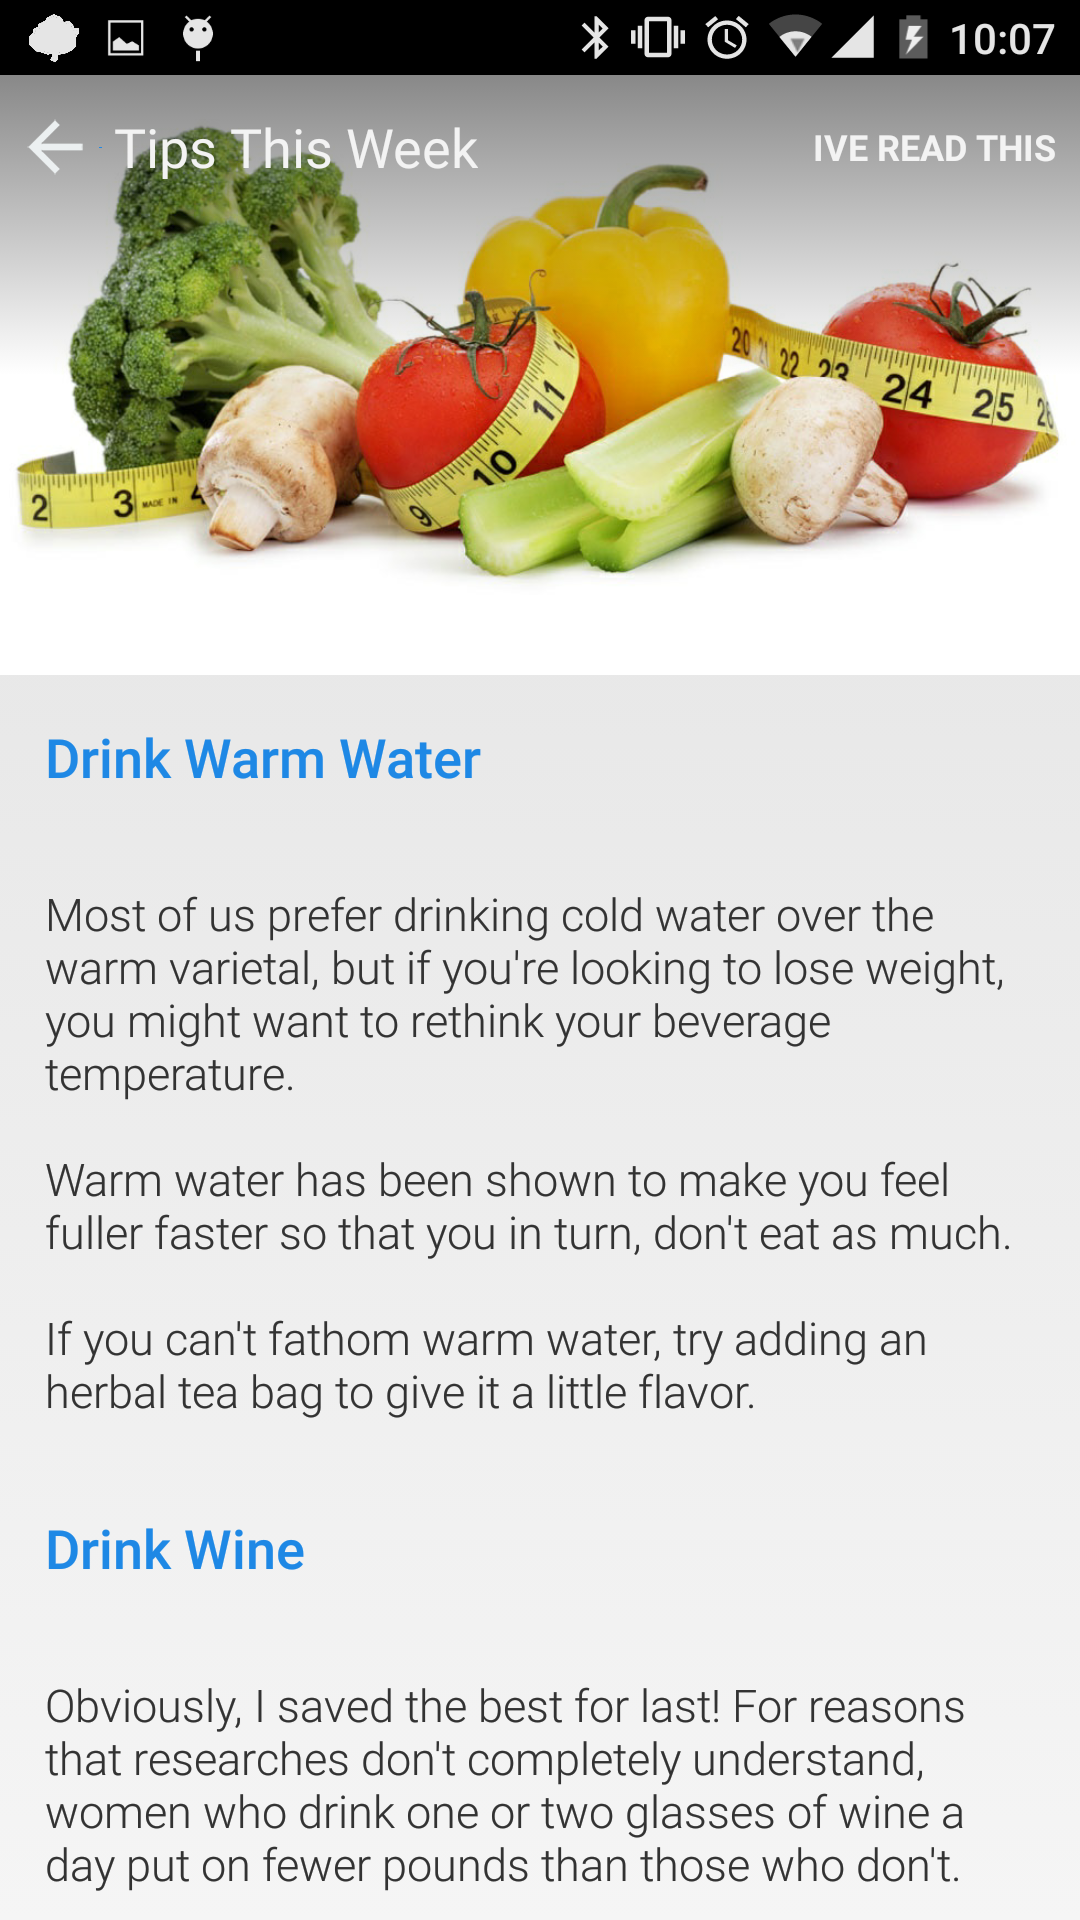 10:07
Tips This Week
IVE READ THIS
20 21 22 23 24 25 26
11
10
9
2 3 MADE IN 4
Drink Warm Water
Most of us prefer drinking cold water over the
warm varietal, but if you're looking to lose weight,
you might want to rethink your beverage
temperature.
Warm water has been shown to make you feel
fuller faster so that you in turn, don't eat as much.
If you can't fathom warm water, try adding an
herbal tea bag to give it a little flavor.
Drink Wine
Obviously, I saved the best for last! For reasons
that researches don't completely understand,
women who drink one or two glasses of wine a
day put on fewer pounds than those who don't.